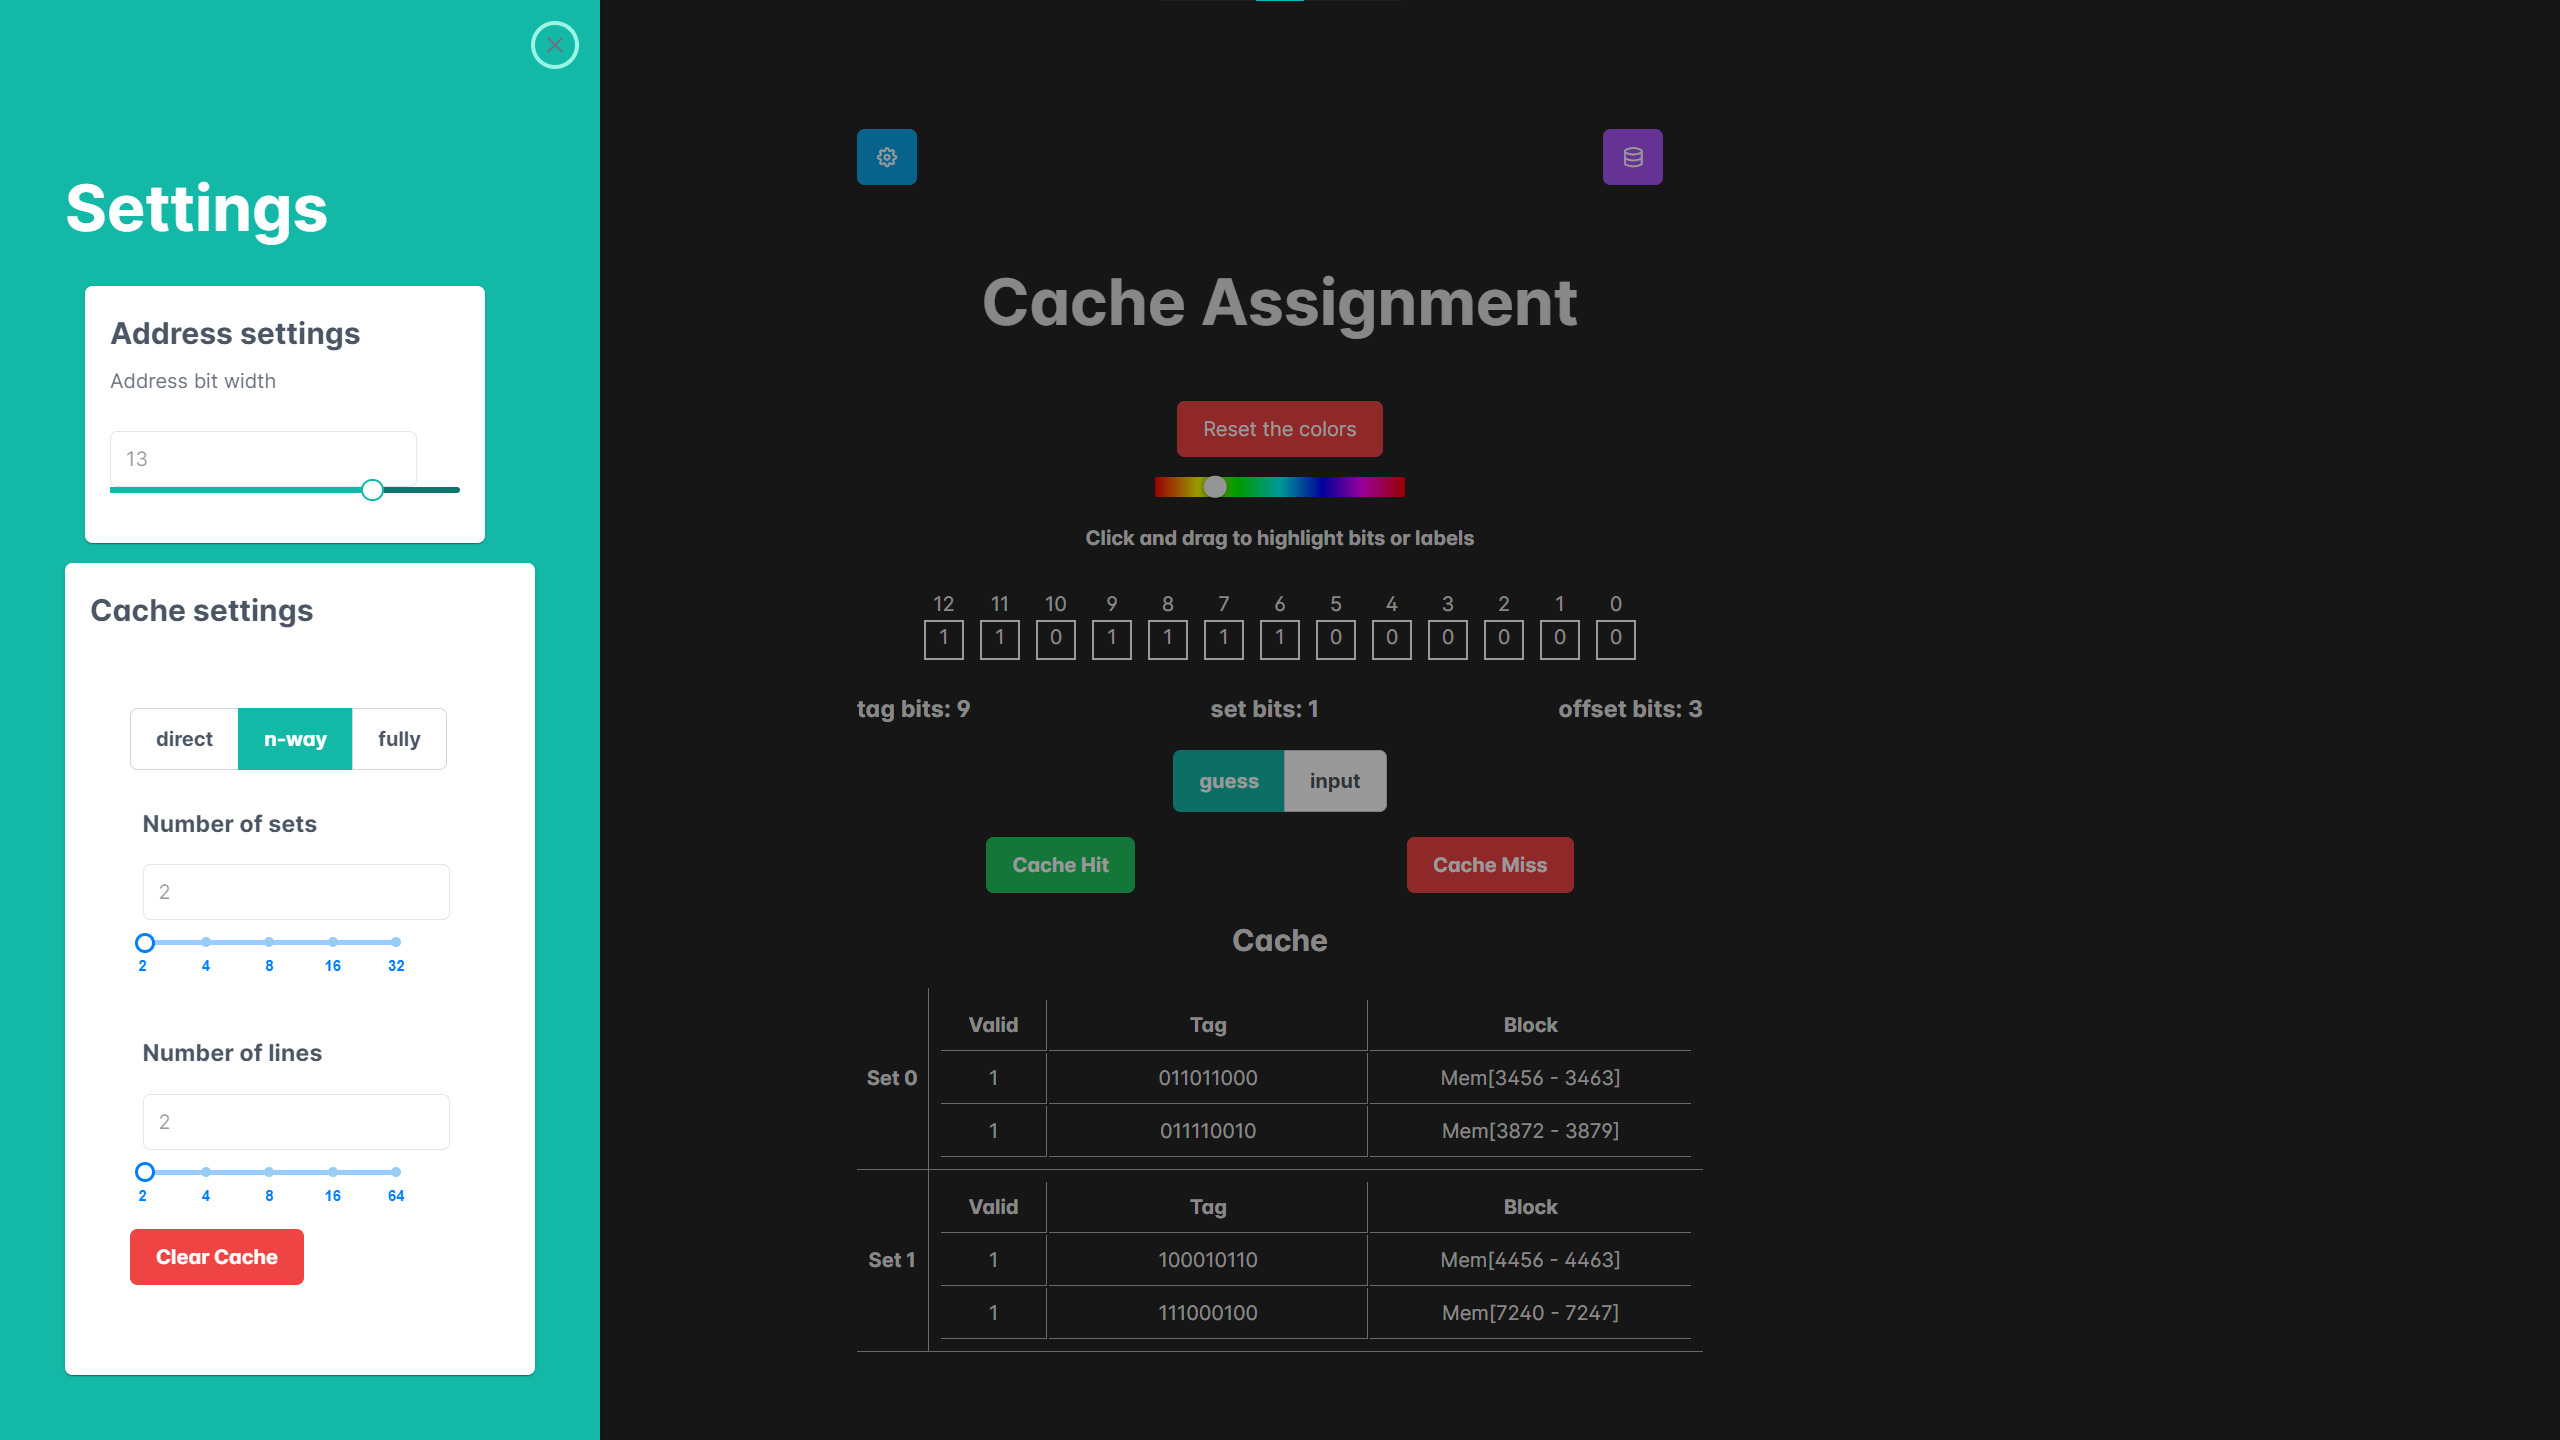 Settings
Address settings
Address bit width
13
Cache settings
direct n-way fully
Number of sets
2
2 4 8 16 32
Number of lines
2
2 4 8 16 64
Clear Cache
Cache Assignment
Reset the colors
Click and drag to highlight bits or labels
12 11 10 9 8 7 6 5 4 3 2 1 0
1 1 0 1 1 1 1 0 0 0 0 0 0
tag bits: 9 set bits: 1 offset bits: 3
guess input
Cache Hit Cache Miss
Cache
Valid Tag Block
Set 0 1 011011000 Mem[3456 - 3463]
1 011110010 Mem[3872 - 3879]
Valid Tag Block
Set 1 1 100010110 Mem[4456 - 4463]
1 111000100 Mem[7240 - 7247]